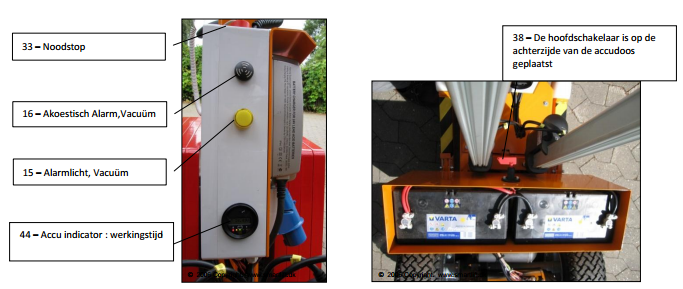 33 – Noodstop
16 – Akoestisch Alarm,Vacuüm
15 – Alarmlicht, Vacuüm
44 – Accu indicator : werkingstijd
38 – De hoofdschakelaar is op de
achterzijde van de accudoos
geplaatst
VARTA
VARTA